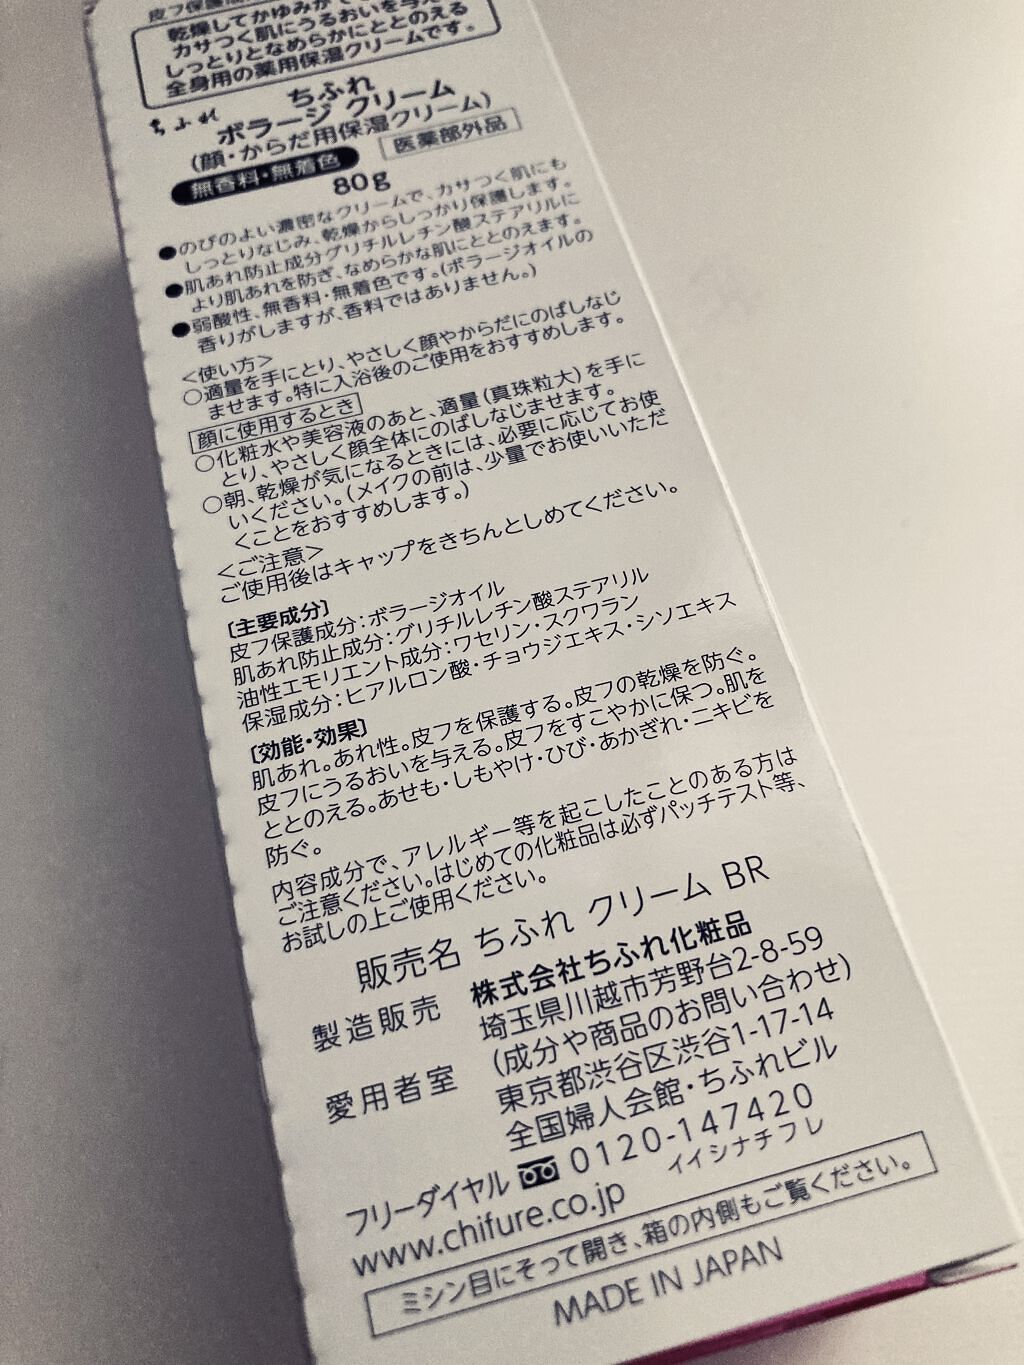 皮フ保護
乾燥してかゆみが
カサつく肌にうるおいを与え
しっとりとなめらかにととのえる
全身用の薬用保湿クリームです。
ちふれ
ちふれ
ボラージ クリーム
(顔・からだ用保湿クリーム)
無香料・無着色
医薬部外品
80g
●のびのよい濃密なクリームで、カサつく肌にも
しっとりなじみ、乾燥からしっかり保護します。
●肌あれ防止成分グリチルレチン酸ステアリルに
より肌あれを防ぎ、なめらかな肌にととのえます。
●弱酸性、無香料・無着色です。(ボラージオイルの
香りがしますが、香料ではありません。)
<使い方>
○適量を手にとり、やさしく顔やからだにのばしなじ
ませます。特に入浴後のご使用をおすすめします。
顔に使用するとき
○化粧水や美容液のあと、適量(真珠粒大)を手に
とり、やさしく顔全体にのばしなじませます。
○朝、乾燥が気になるときには、必要に応じてお使
いください。(メイクの前は、少量でお使いいただ
くことをおすすめします。)
<ご注意>
ご使用後はキャップをきちんとしめてください。
[主要成分]
皮フ保護成分:ボラージオイル
肌あれ防止成分:グリチルレチン酸ステアリル
油性エモリエント成分:ワセリン・スクワラン
保湿成分:ヒアルロン酸・チョウジエキス・シソエキス
[効能・効果]
肌あれ。あれ性。皮フを保護する。皮フの乾燥を防ぐ。
皮フにうるおいを与える。皮フをすこやかに保つ。肌を
ととのえる。あせも・しもやけ・ひび・あかぎれ・ニキビを
防ぐ。
内容成分で、アレルギー等を起こしたことのある方は
ご注意ください。はじめての化粧品は必ずパッチテスト等、
お試しの上ご使用ください。
販売名 ちふれ クリーム BR
製造販売 株式会社ちふれ化粧品
埼玉県川越市芳野台2-8-59
(成分や商品のお問い合わせ)
愛用者室 東京都渋谷区渋谷1-17-14
全国婦人会館・ちふれビル
フリーダイヤル 0120-147420
イイシナチフレ
www.chifure.co.jp
ミシン目にそって開き、箱の内側もご覧ください。
MADE IN JAPAN